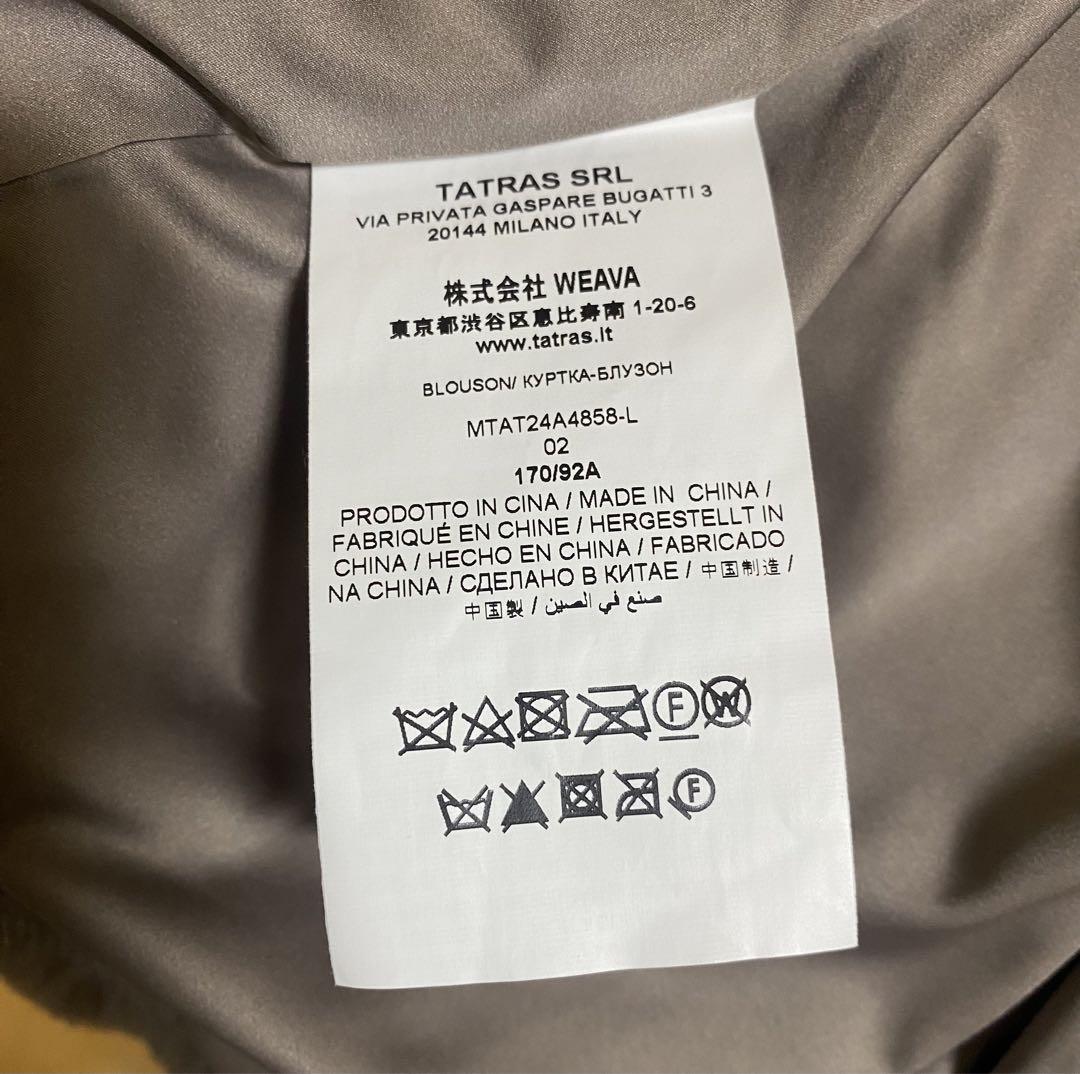 TATRAS SRL
VIA PRIVATA GASPARE BUGATTI 3
20144 MILANO ITALY
株式会社 WEAVA
東京都渋谷区恵比寿南 1-20-6
www.tatras.it
BLOUSON/ КУРТКА-БЛУЗОН
MTAT24A4858-L
02
170/92A
PRODOTTO IN CINA / MADE IN CHINA /
FABRIQUÉ EN CHINE / HERGESTELLT IN
CHINA / HECHO EN CHINA / FABRICADO
NA CHINA / СДЕЛАНО В КИТАЕ / 中国制造 /
中国製 / صنع في الصين
F W
F